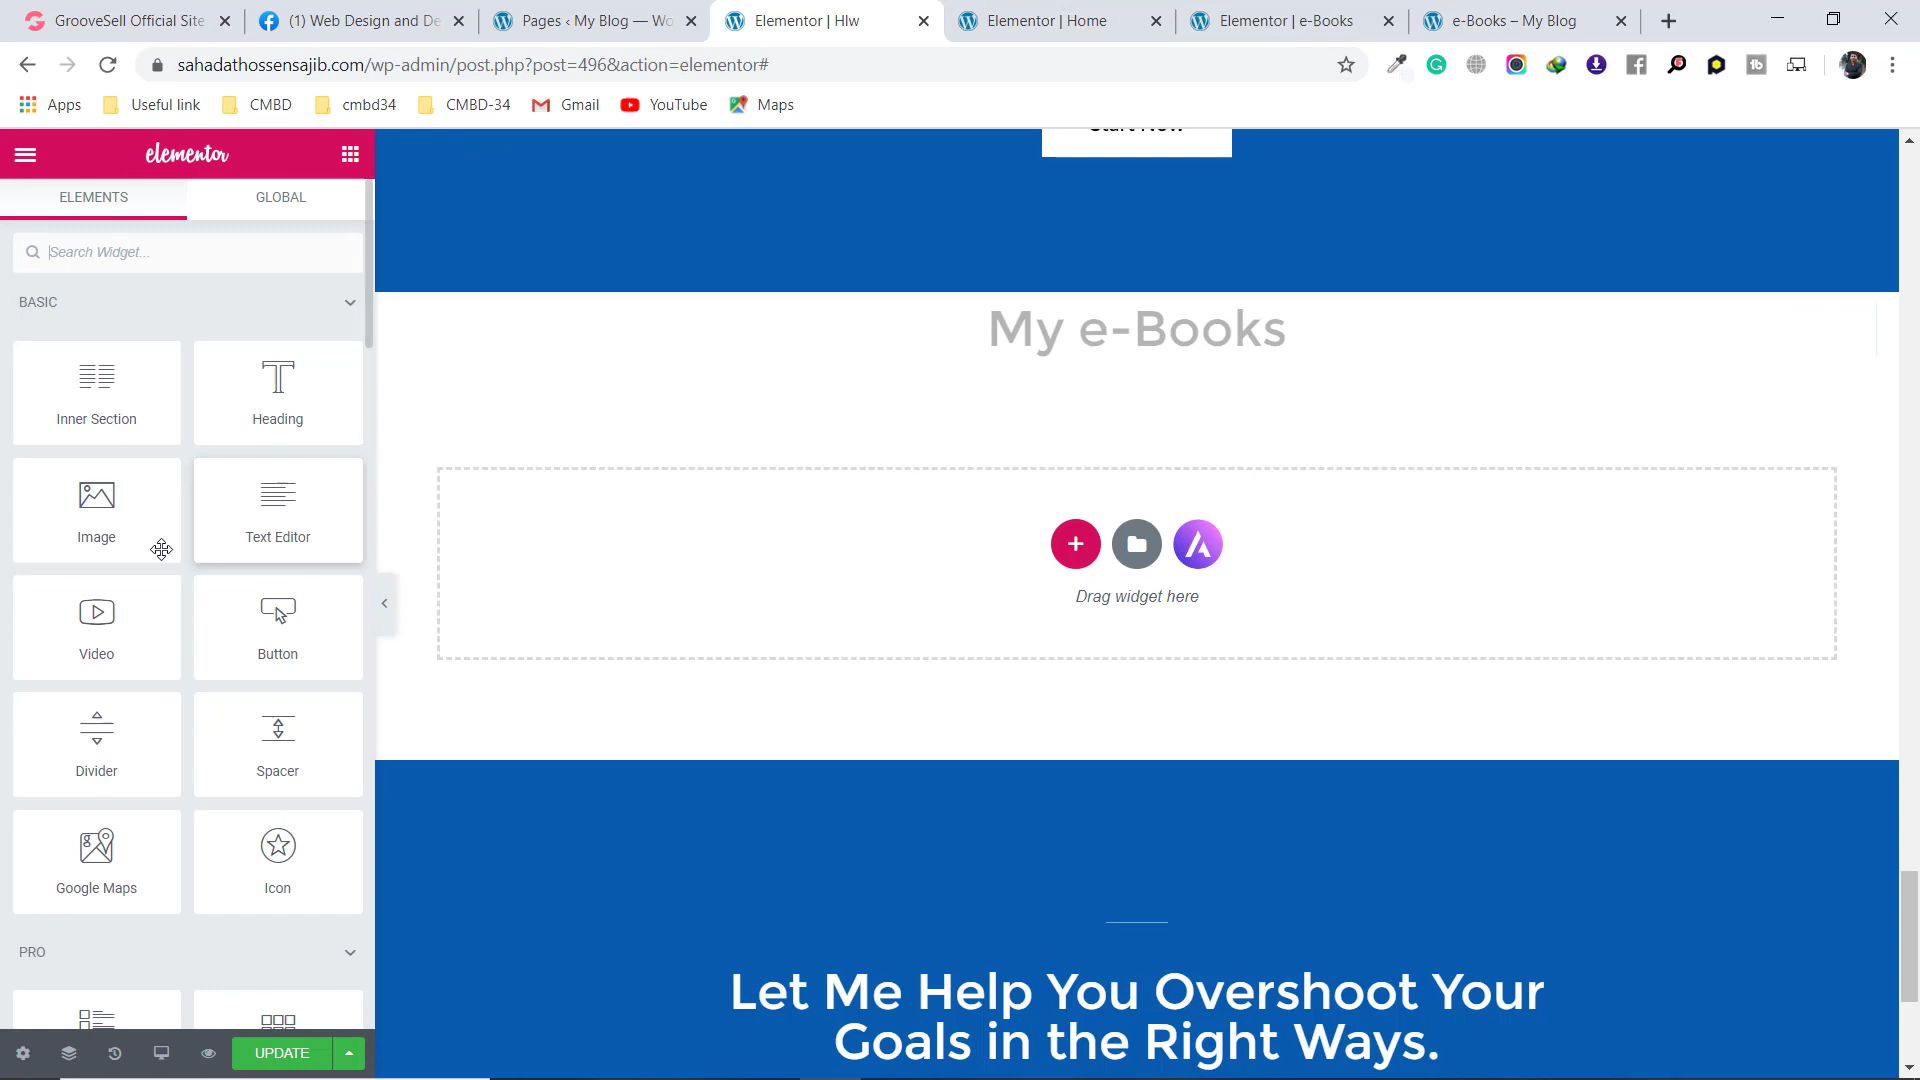 GrooveSell Official Site
(1) Web Design and De
Pages ‹ My Blog — Wo
Elementor | Hlw
Elementor | Home
Elementor | e-Books
e-Books – My Blog
sahadathossensajib.com/wp-admin/post.php?post=496&action=elementor#
Apps
Useful link
CMBD
cmbd34
CMBD-34
Gmail
YouTube
Maps
elementor
ELEMENTS
GLOBAL
Search Widget...
BASIC
Inner Section
Heading
Image
Text Editor
Video
Button
Divider
Spacer
Google Maps
Icon
PRO
UPDATE
Start Now
My e-Books
Drag widget here
Let Me Help You Overshoot Your
Goals in the Right Ways.